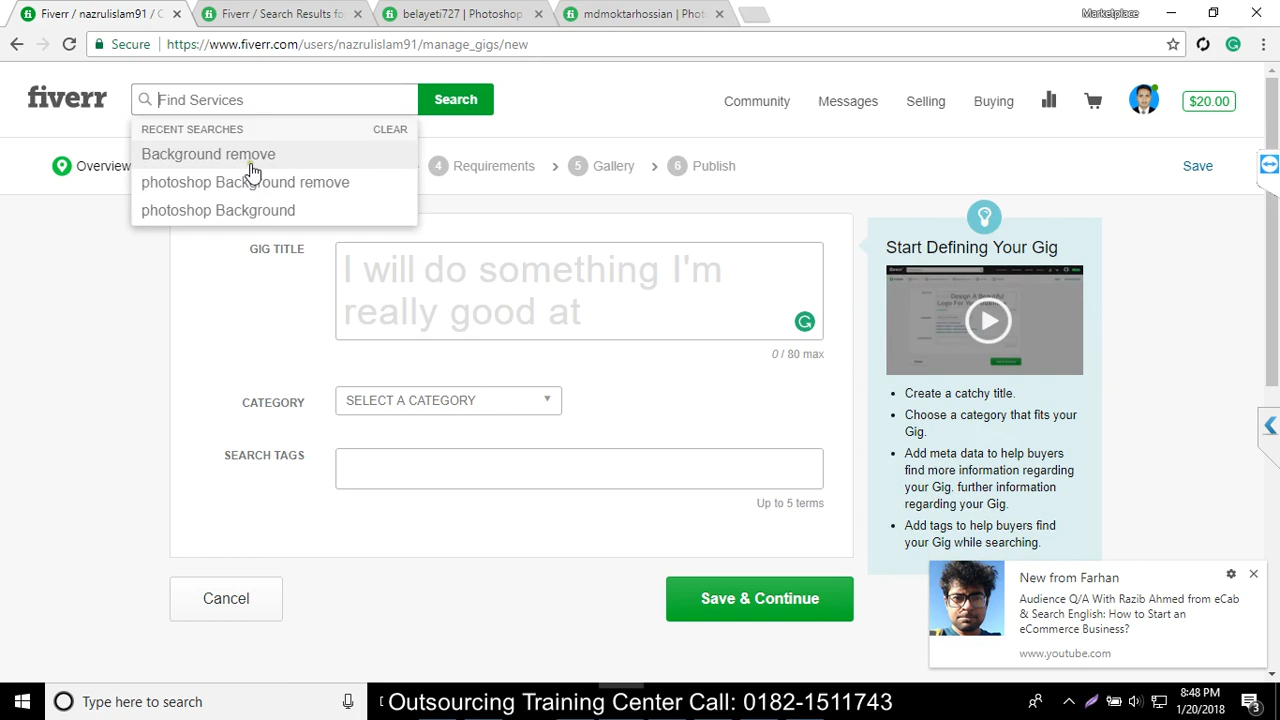 Fiverr / nazrulislam91 / C
Fiverr / Search Results fo
belayeti727 | Photoshop
mdmoktarhossian | Phot
Marketplace
Secure
https://www.fiverr.com/users/nazrulislam91/manage_gigs/new
fiverr
Find Services
Search
Community
Messages
Selling
Buying
$20.00
RECENT SEARCHES
CLEAR
Background remove
photoshop Background remove
photoshop Background
Overview
4 Requirements
5 Gallery
6 Publish
Save
GIG TITLE
I will do something I'm
really good at
0 / 80 max
CATEGORY
SELECT A CATEGORY
SEARCH TAGS
Up to 5 terms
Cancel
Save & Continue
Start Defining Your Gig
Create a catchy title.
Choose a category that fits your
Gig.
Add meta data to help buyers
find more information regarding
your Gig. further information
regarding your Gig.
Add tags to help buyers find
your Gig while searching.
New from Farhan
Audience Q/A With Razib Ahmed from eCab
& Search English: How to Start an
eCommerce Business?
www.youtube.com
Type here to search
Outsourcing Training Center Call: 0182-1511743
8:48 PM
1/20/2018
3